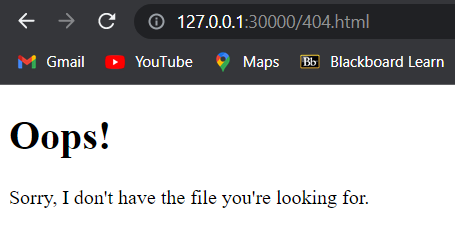 127.0.0.1:30000/404.html
Gmail YouTube Maps Bb Blackboard Learn
Oops!
Sorry, I don't have the file you're looking for.